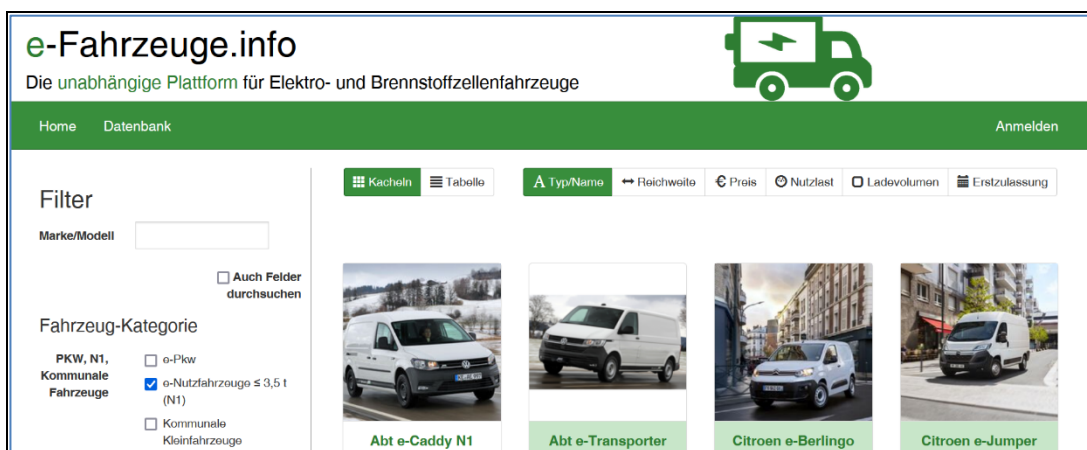 e-Fahrzeuge.info
Die unabhängige Plattform für Elektro- und Brennstoffzellenfahrzeuge
Home Datenbank Anmelden
Kacheln Tabelle Typ/Name Reichweite Preis Nutzlast Ladevolumen Erstzulassung
Filter
Marke/Modell
Auch Felder
durchsuchen
Fahrzeug-Kategorie
PKW, N1,
Kommunale
Fahrzeuge
e-Pkw
e-Nutzfahrzeuge ≤ 3,5 t
(N1)
Kommunale
Kleinfahrzeuge
Abt e-Caddy N1
Abt e-Transporter
Citroen e-Berlingo
Citroen e-Jumper